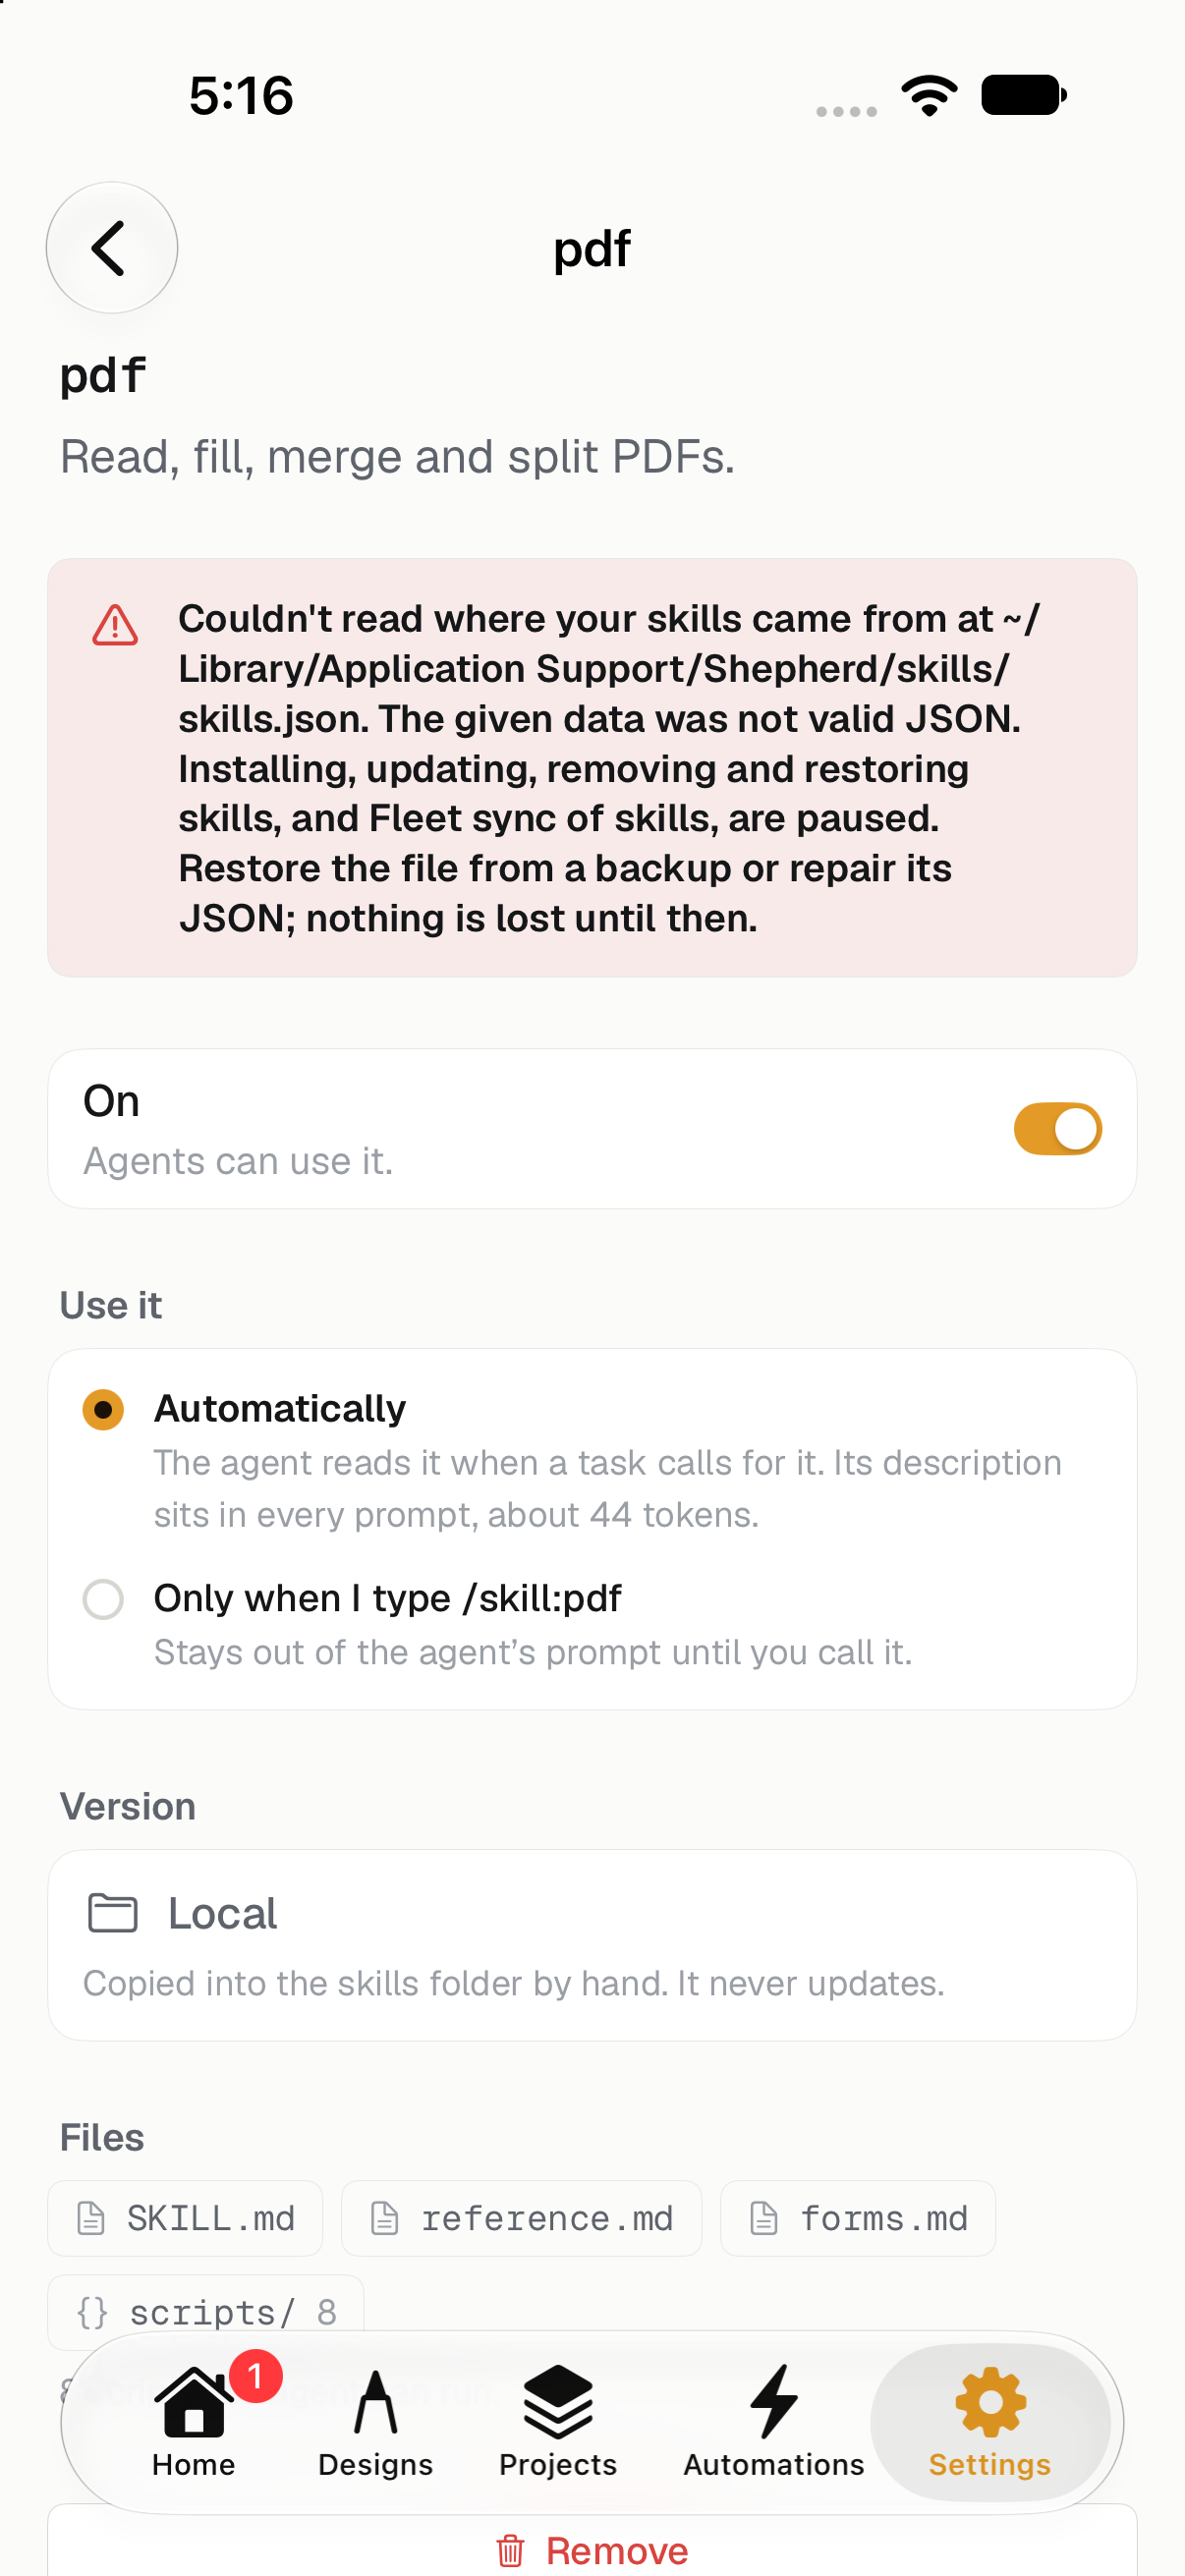 5:16
pdf
pdf
Read, fill, merge and split PDFs.
Couldn't read where your skills came from at ~/
Library/Application Support/Shepherd/skills/
skills.json. The given data was not valid JSON.
Installing, updating, removing and restoring
skills, and Fleet sync of skills, are paused.
Restore the file from a backup or repair its
JSON; nothing is lost until then.
On
Agents can use it.
Use it
Automatically
The agent reads it when a task calls for it. Its description
sits in every prompt, about 44 tokens.
Only when I type /skill:pdf
Stays out of the agent’s prompt until you call it.
Version
Local
Copied into the skills folder by hand. It never updates.
Files
SKILL.md reference.md forms.md
{} scripts/ 8
1
Home Designs Projects Automations Settings
Remove